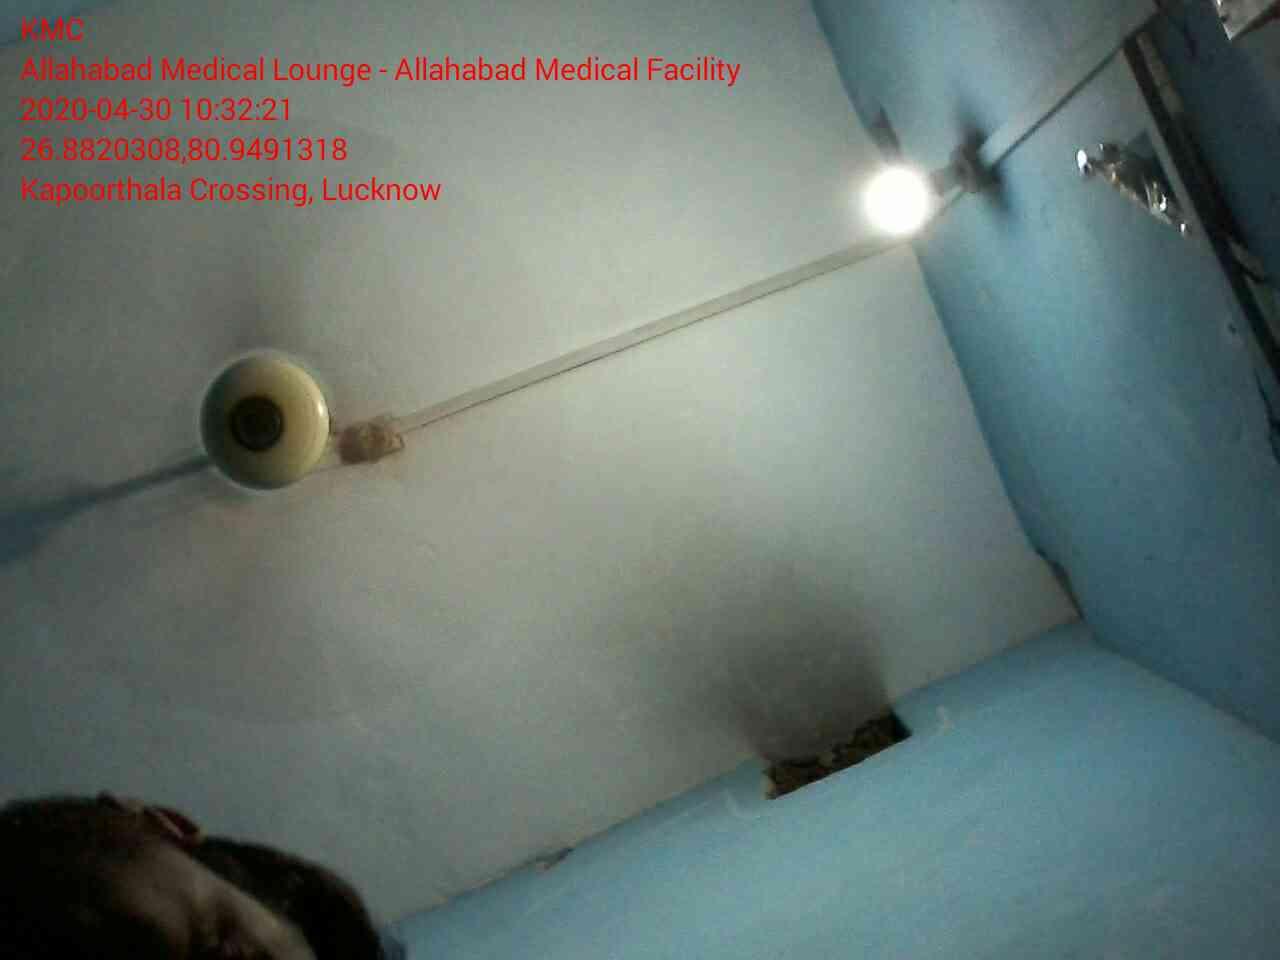 KMC
Allahabad Medical Lounge - Allahabad Medical Facility
2020-04-30 10:32:21
26.8820308,80.9491318
Kapoorthala Crossing, Lucknow